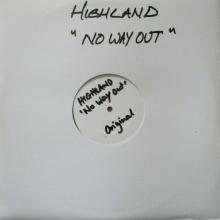 HIGHLAND
"NO WAY OUT"
HIGHLAND
'NO WAY OUT'
Original